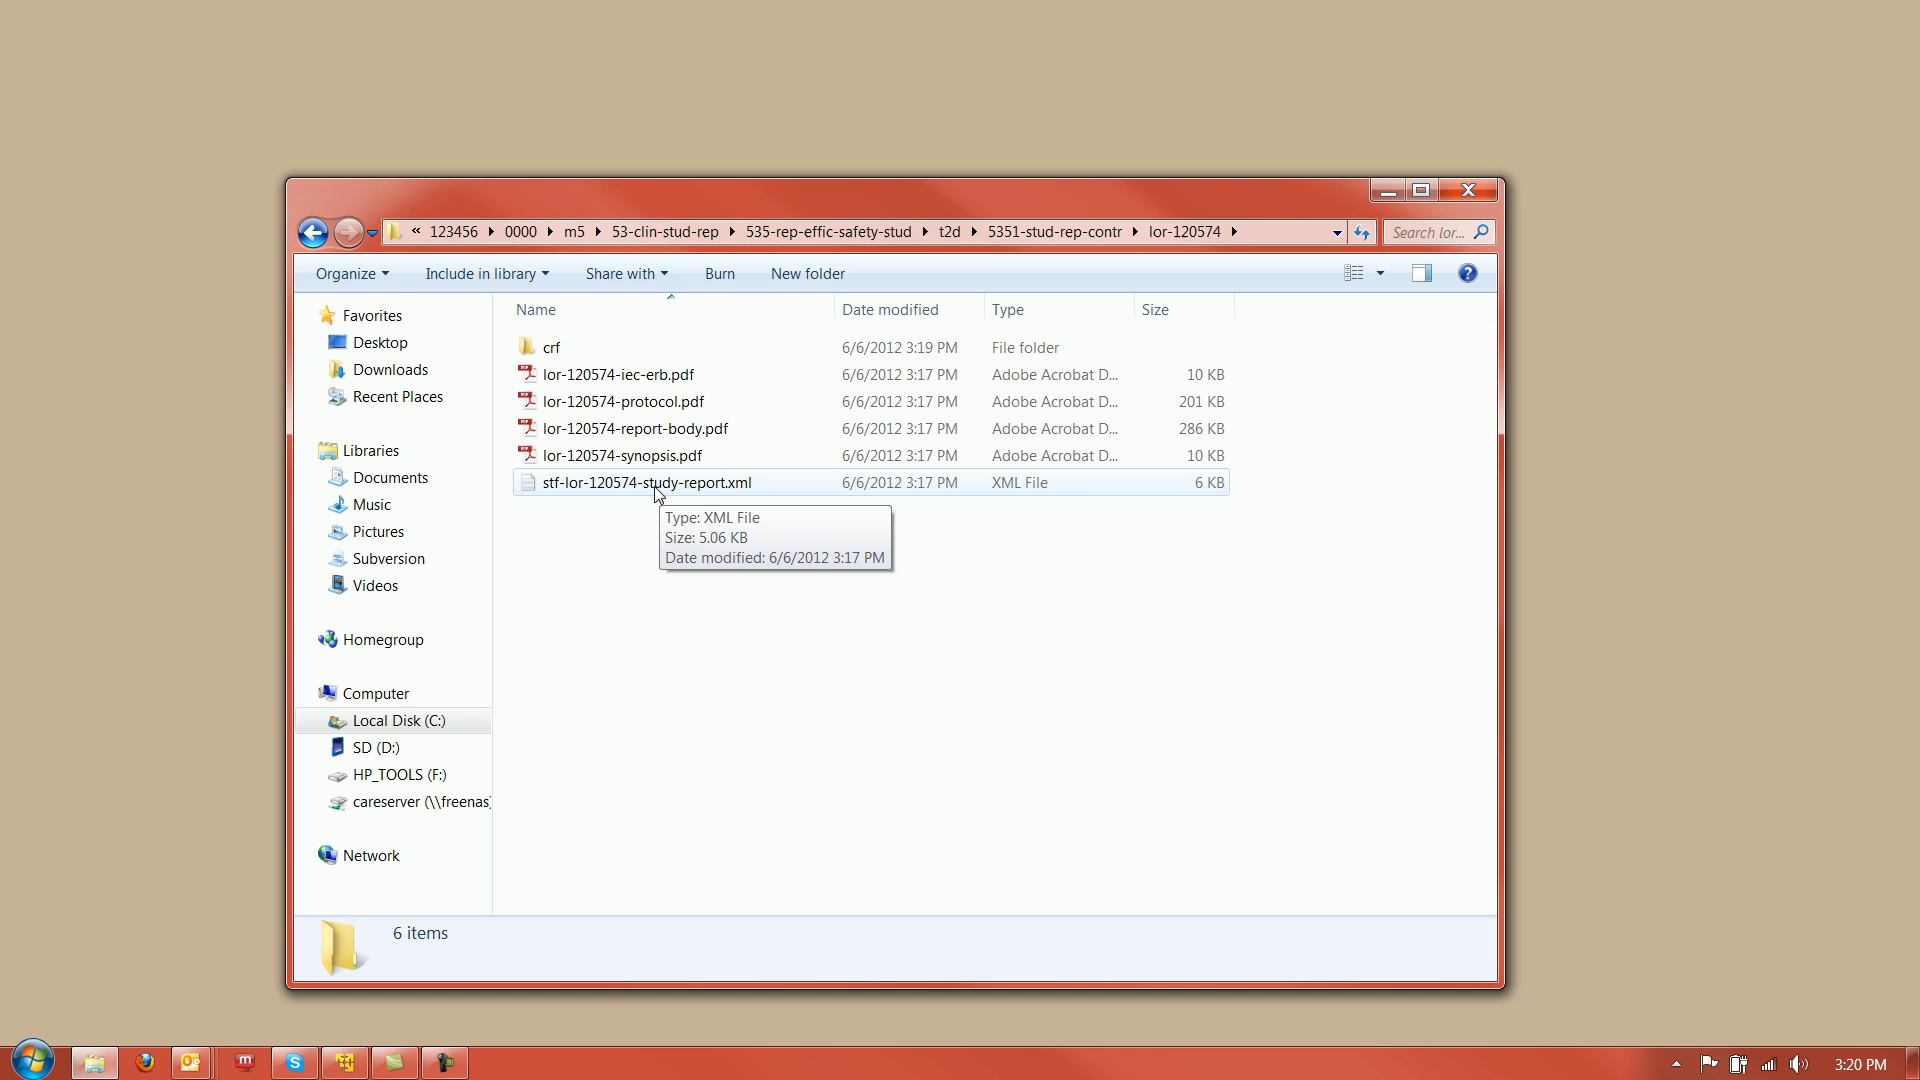 « 123456 0000 m5 53-clin-stud-rep 535-rep-effic-safety-stud t2d 5351-stud-rep-contr lor-120574
Search lor...
Organize Include in library Share with Burn New folder
Name Date modified Type Size
Favorites
Desktop
Downloads
Recent Places
Libraries
Documents
Music
Pictures
Subversion
Videos
Homegroup
Computer
Local Disk (C:)
SD (D:)
HP_TOOLS (F:)
careserver (\\freenas)
Network
crf 6/6/2012 3:19 PM File folder
lor-120574-iec-erb.pdf 6/6/2012 3:17 PM Adobe Acrobat D... 10 KB
lor-120574-protocol.pdf 6/6/2012 3:17 PM Adobe Acrobat D... 201 KB
lor-120574-report-body.pdf 6/6/2012 3:17 PM Adobe Acrobat D... 286 KB
lor-120574-synopsis.pdf 6/6/2012 3:17 PM Adobe Acrobat D... 10 KB
stf-lor-120574-study-report.xml 6/6/2012 3:17 PM XML File 6 KB
Type: XML File
Size: 5.06 KB
Date modified: 6/6/2012 3:17 PM
6 items
3:20 PM